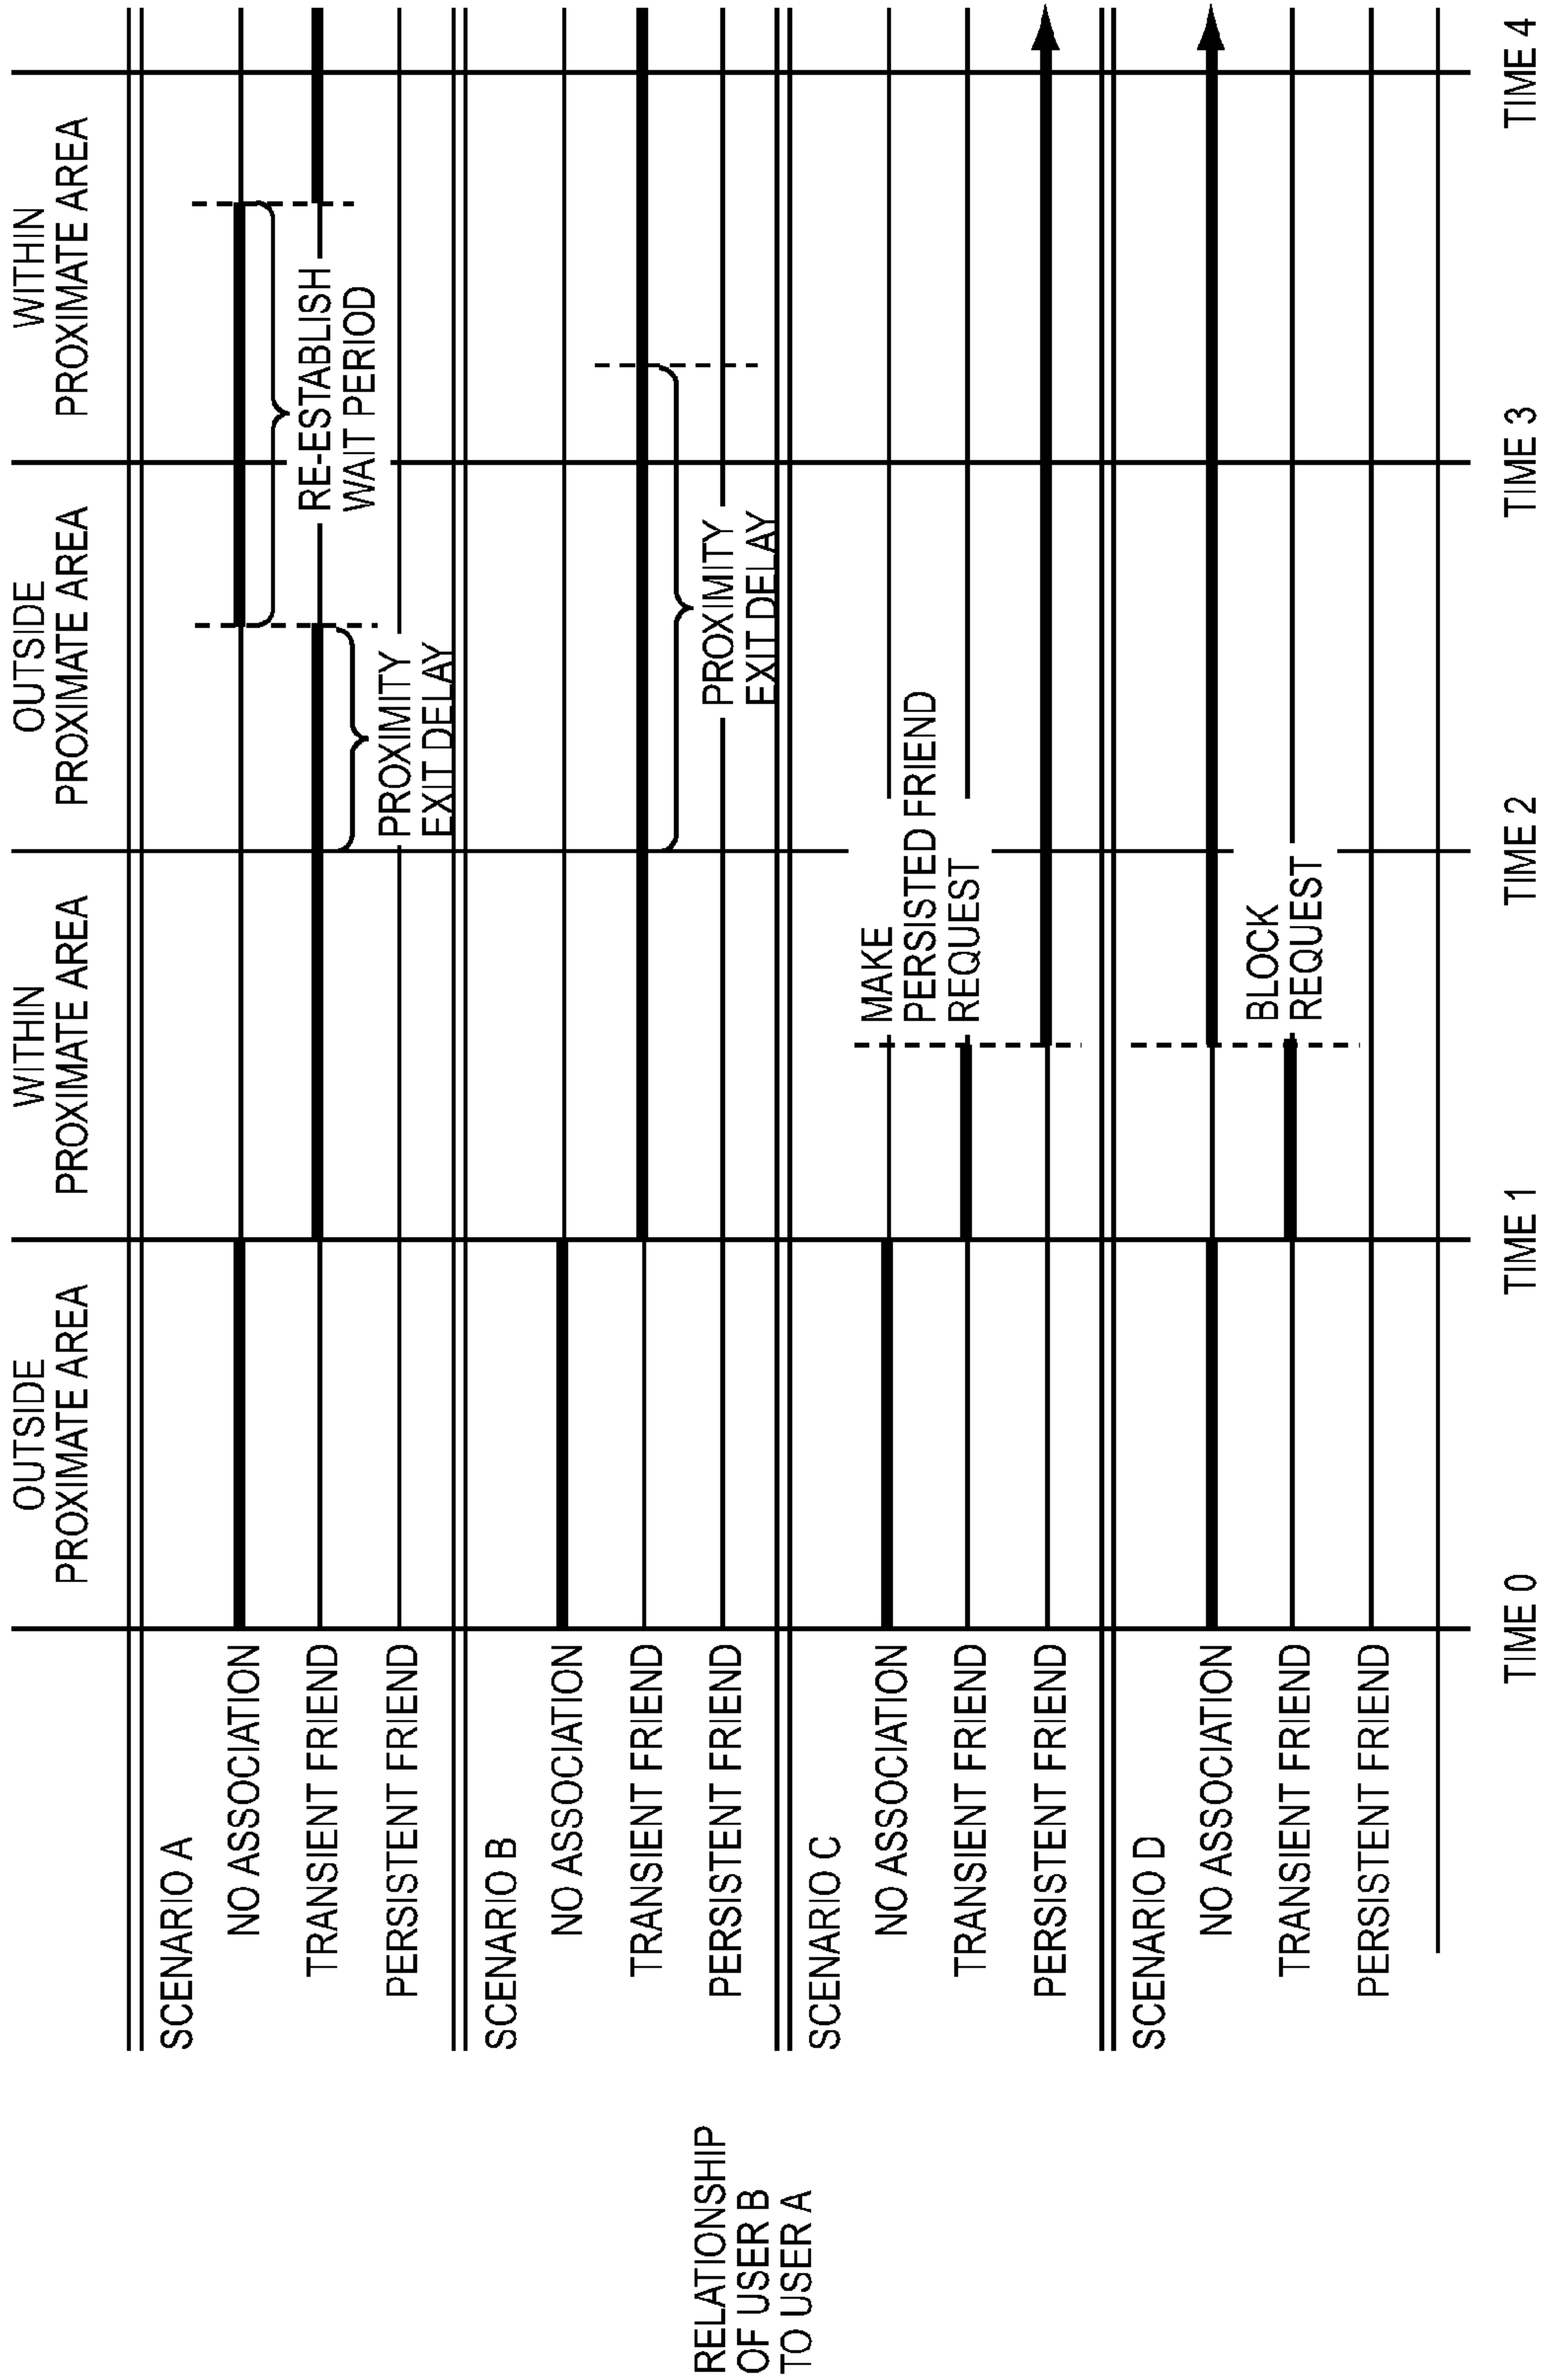 OUTSIDE
PROXIMATE AREA
WITHIN
PROXIMATE AREA
OUTSIDE
PROXIMATE AREA
WITHIN
PROXIMATE AREA
RELATIONSHIP
OF USER B
TO USER A
SCENARIO A
NO ASSOCIATION
TRANSIENT FRIEND
PERSISTENT FRIEND
RE-ESTABLISH
WAIT PERIOD
PROXIMITY
EXIT DELAY
SCENARIO B
NO ASSOCIATION
TRANSIENT FRIEND
PERSISTENT FRIEND
PROXIMITY
EXIT DELAY
SCENARIO C
NO ASSOCIATION
TRANSIENT FRIEND
PERSISTENT FRIEND
MAKE
PERSISTED FRIEND
REQUEST
SCENARIO D
NO ASSOCIATION
TRANSIENT FRIEND
PERSISTENT FRIEND
BLOCK
REQUEST
TIME 0
TIME 1
TIME 2
TIME 3
TIME 4